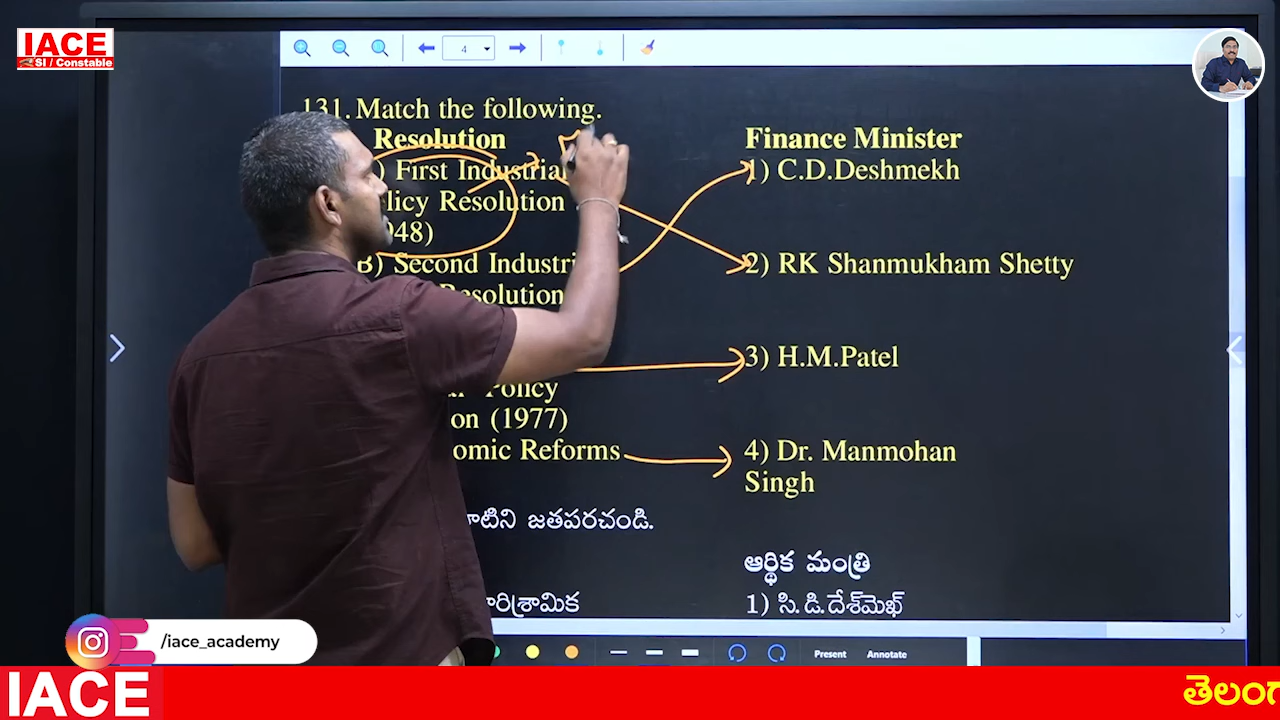 IACE
SI / Constable
4
131. Match the following.
Resolution
Finance Minister
) First Industrial
1) C.D.Deshmekh
licy Resolution
948)
B) Second Industri
2) RK Shanmukham Shetty
Resolution
3) H.M.Patel
Policy
on (1977)
omic Reforms
4) Dr. Manmohan
Singh
ాటిని జతపరచండి.
ఆర్థిక మంత్రి
ారిశ్రామిక
1) సి.డి.దేశ్‌మెఖ్
/iace_academy
Present
Annotate
IACE
తెలంగ